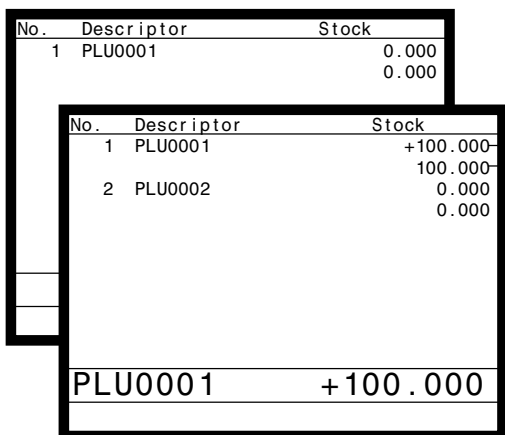 No. Descriptor Stock
1 PLU0001 0.000
0.000
No. Descriptor Stock
1 PLU0001 +100.000
100.000
2 PLU0002 0.000
0.000
PLU0001 +100.000